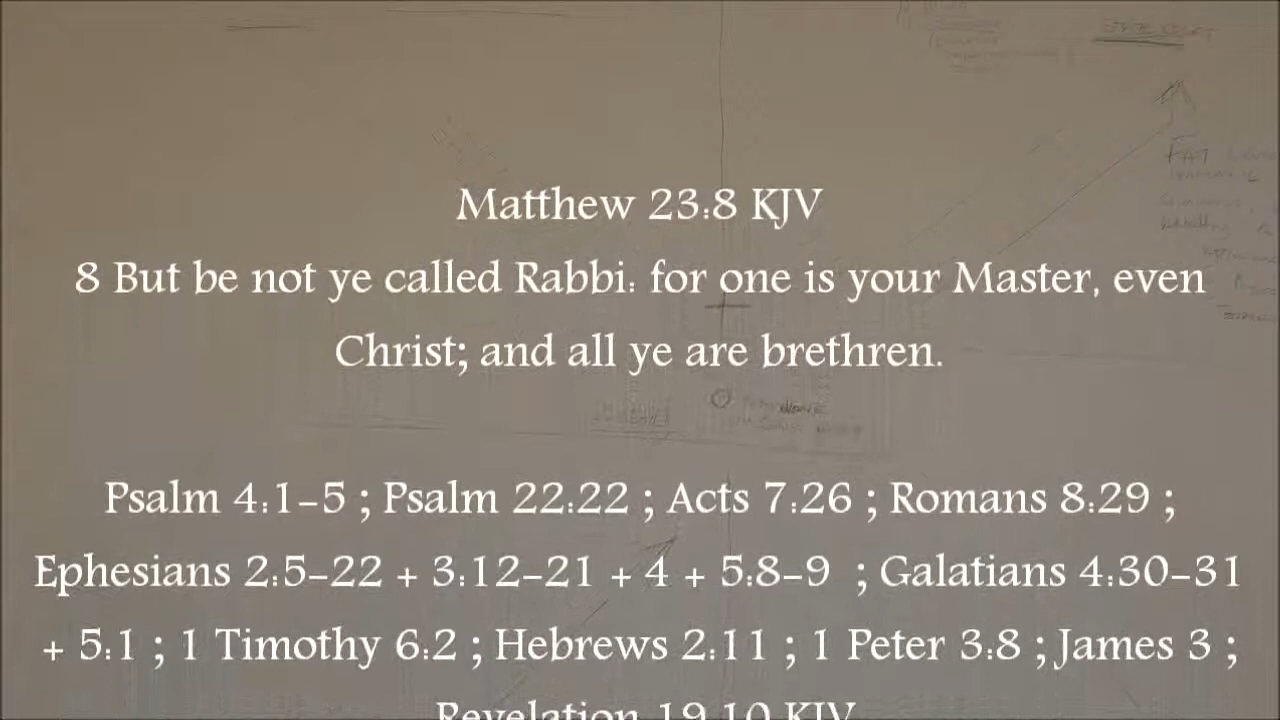 Matthew 23:8 KJV
8 But be not ye called Rabbi: for one is your Master, even
Christ; and all ye are brethren.
Psalm 4:1-5 ; Psalm 22:22 ; Acts 7:26 ; Romans 8:29 ;
Ephesians 2:5-22 + 3:12-21 + 4 + 5:8-9 ; Galatians 4:30-31
+ 5:1 ; 1 Timothy 6:2 ; Hebrews 2:11 ; 1 Peter 3:8 ; James 3 ;
Revelation 19:10 KJV
FAT